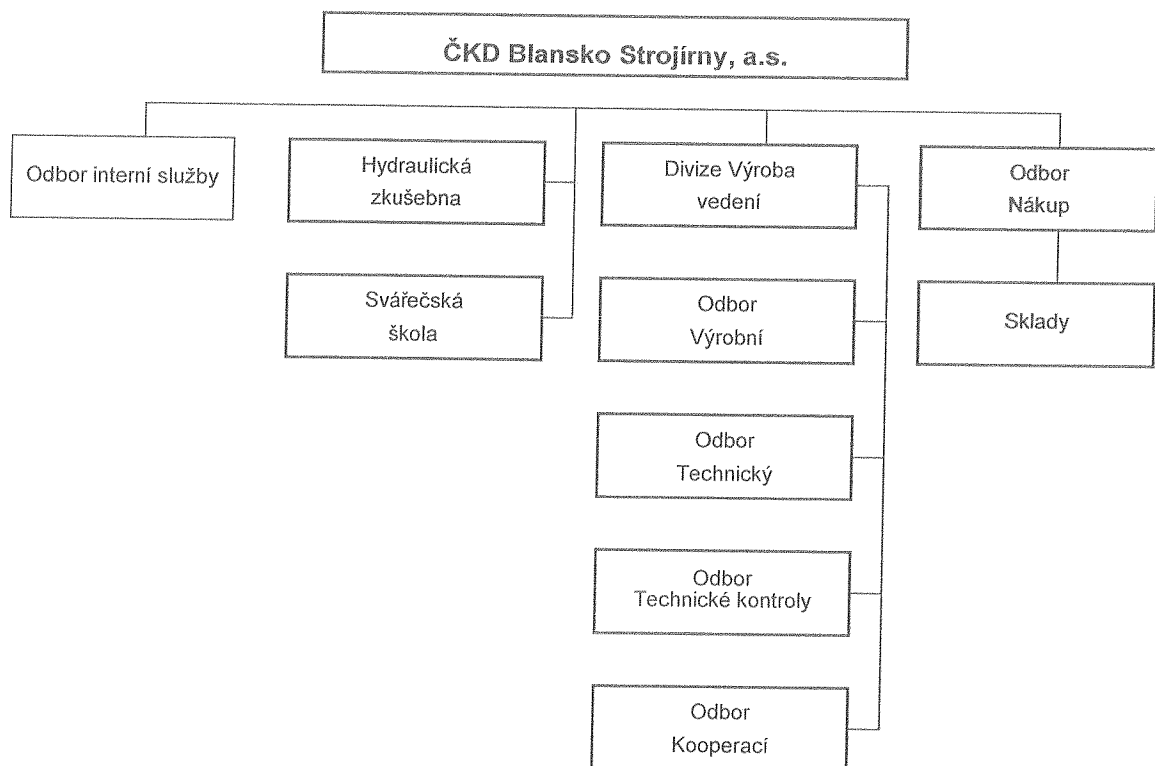 ČKD Blansko Strojírny, a.s.
Odbor interní služby
Hydraulická
zkušebna
Divize Výroba
vedení
Odbor
Nákup
Svářečská
škola
Odbor
Výrobní
Sklady
Odbor
Technický
Odbor
Technické kontroly
Odbor
Kooperací